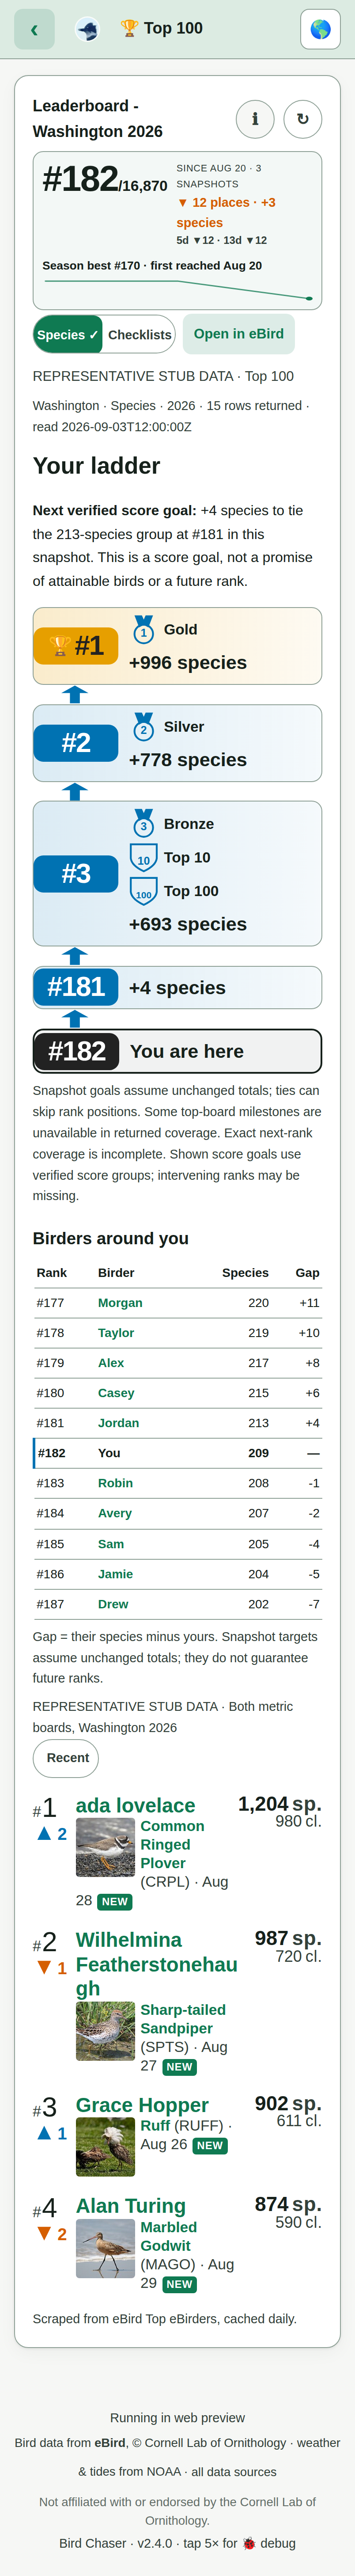 ‹ 🏆 Top 100 🌎
Leaderboard -
Washington 2026
ℹ ↻
#182/16,870
SINCE AUG 20 · 3
SNAPSHOTS
▼ 12 places · +3
species
5d ▼12 · 13d ▼12
Season best #170 · first reached Aug 20
Species ✓ Checklists Open in eBird
REPRESENTATIVE STUB DATA · Top 100
Washington · Species · 2026 · 15 rows returned ·
read 2026-09-03T12:00:00Z
Your ladder
Next verified score goal: +4 species to tie
the 213-species group at #181 in this
snapshot. This is a score goal, not a promise
of attainable birds or a future rank.
🏆 #1
1 Gold
+996 species
#2
2 Silver
+778 species
#3
3 Bronze
10 Top 10
100 Top 100
+693 species
#181 +4 species
#182 You are here
Snapshot goals assume unchanged totals; ties can
skip rank positions. Some top-board milestones are
unavailable in returned coverage. Exact next-rank
coverage is incomplete. Shown score goals use
verified score groups; intervening ranks may be
missing.
Birders around you
Rank Birder Species Gap
#177 Morgan 220 +11
#178 Taylor 219 +10
#179 Alex 217 +8
#180 Casey 215 +6
#181 Jordan 213 +4
#182 You 209 —
#183 Robin 208 -1
#184 Avery 207 -2
#185 Sam 205 -4
#186 Jamie 204 -5
#187 Drew 202 -7
Gap = their species minus yours. Snapshot targets
assume unchanged totals; they do not guarantee
future ranks.
REPRESENTATIVE STUB DATA · Both metric
boards, Washington 2026
Recent
#1 ada lovelace 1,204 sp.
▲ 2 980 cl.
Common
Ringed
Plover
(CRPL) · Aug
28 NEW
#2 Wilhelmina 987 sp.
▼ 1 Featherstonehau 720 cl.
gh
Sharp-tailed
Sandpiper
(SPTS) · Aug
27 NEW
#3 Grace Hopper 902 sp.
▲ 1 Ruff (RUFF) · 611 cl.
Aug 26 NEW
#4 Alan Turing 874 sp.
▼ 2 590 cl.
Marbled
Godwit
(MAGO) · Aug
29 NEW
Scraped from eBird Top eBirders, cached daily.
Running in web preview
Bird data from eBird, © Cornell Lab of Ornithology · weather
& tides from NOAA · all data sources
Not affiliated with or endorsed by the Cornell Lab of
Ornithology.
Bird Chaser · v2.4.0 · tap 5× for 🐞 debug